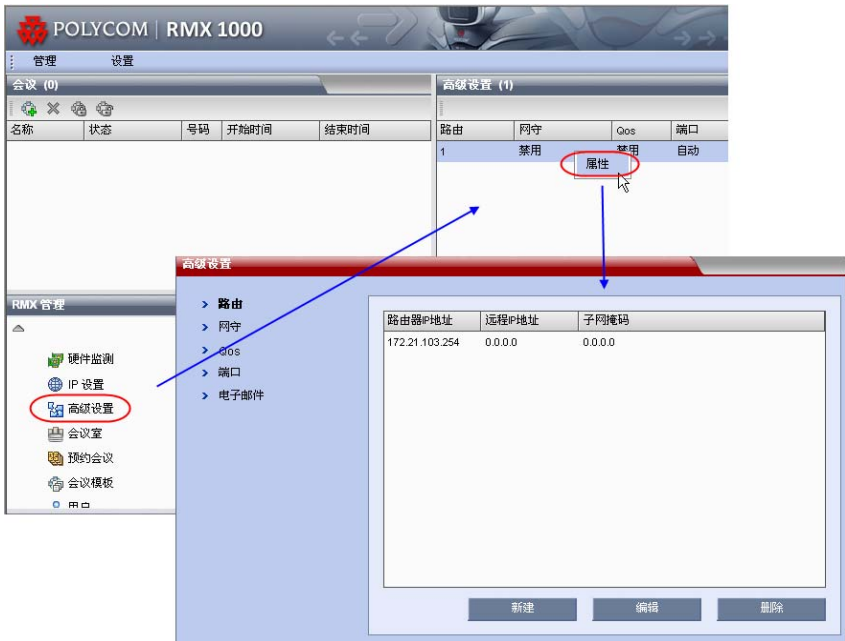 POLYCOM | RMX 1000
管理 设置
会议 (0)
名称 状态 号码 开始时间 结束时间
高级设置 (1)
路由 网守 Qos 端口
1 禁用 禁用 自动
属性
RMX 管理
硬件监测
IP 设置
高级设置
会议室
预约会议
会议模板
用户
高级设置
路由
网守
Qos
端口
电子邮件
路由器IP地址 远程IP地址 子网掩码
172.21.103.254 0.0.0.0 0.0.0.0
新建 编辑 删除